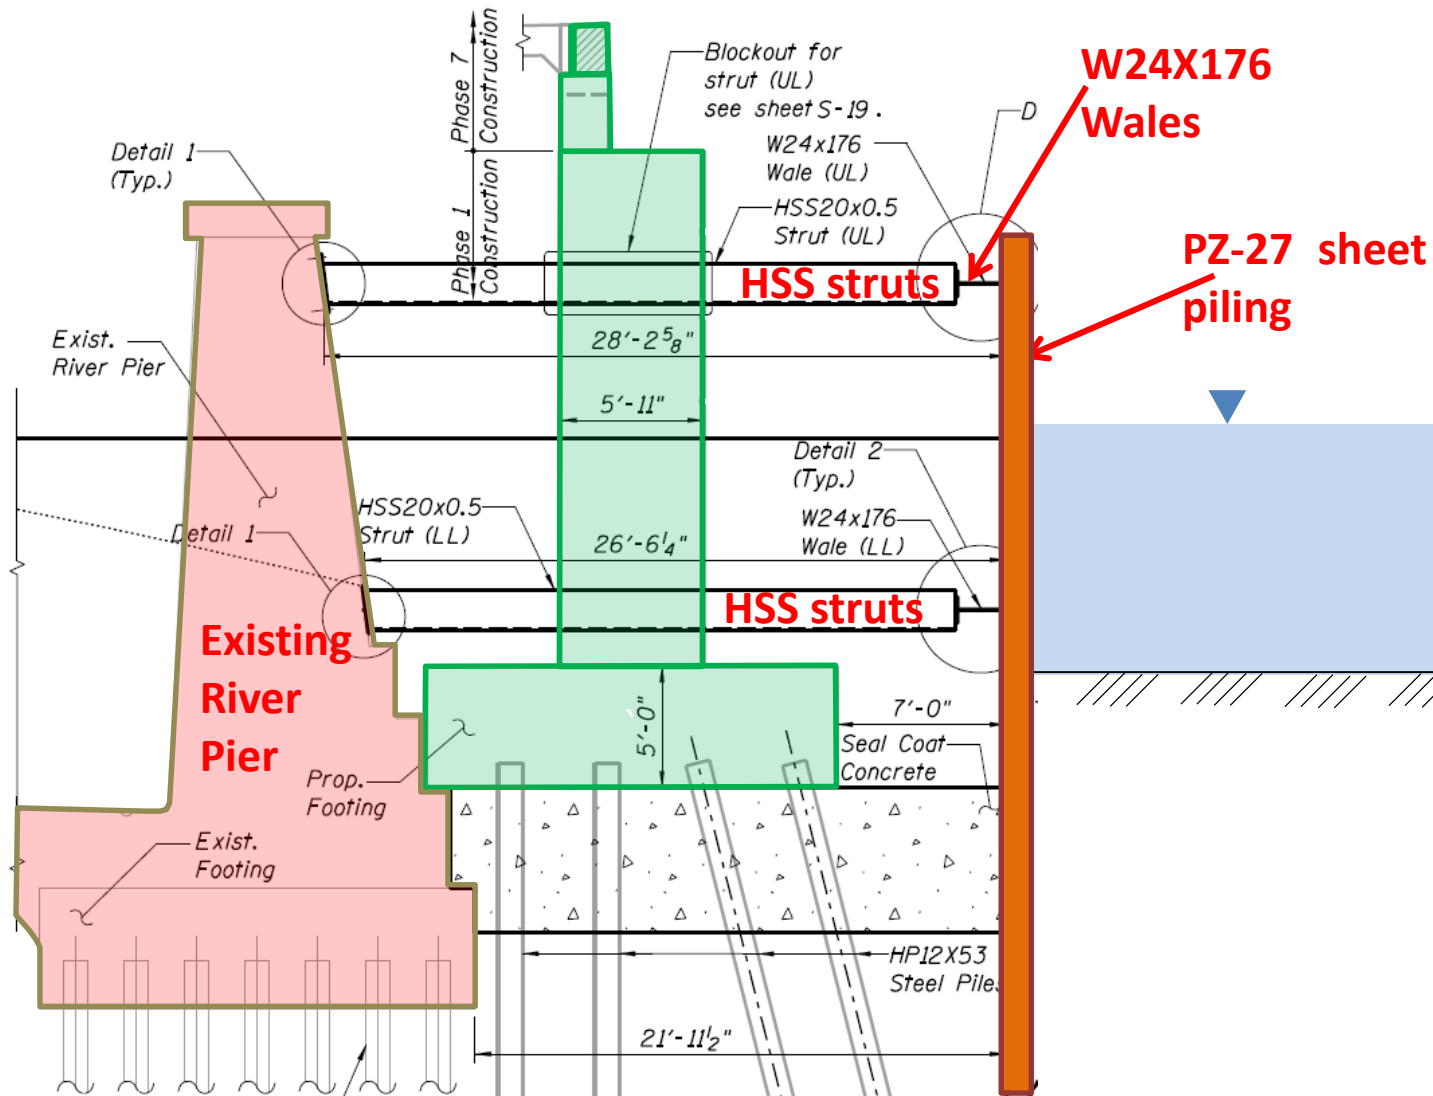 Phase 7
Construction
Phase 1
Construction
Blockout for
strut (UL)
see sheet S-19.
W24X176
Wales
D
W24x176
Wale (UL)
HSS20x0.5
Strut (UL)
Detail 1
(Typ.)
HSS struts
PZ-27 sheet
piling
28'-2 5/8"
Exist.
River Pier
5'-11"
Detail 2
(Typ.)
HSS20x0.5
Strut (LL)
W24x176
Wale (LL)
Detail 1
26'-6 1/4"
HSS struts
Existing
River
Pier
5'-0"
7'-0"
Seal Coat
Concrete
Prop.
Footing
Exist.
Footing
HP12X53
Steel Piles
21'-11 1/2"